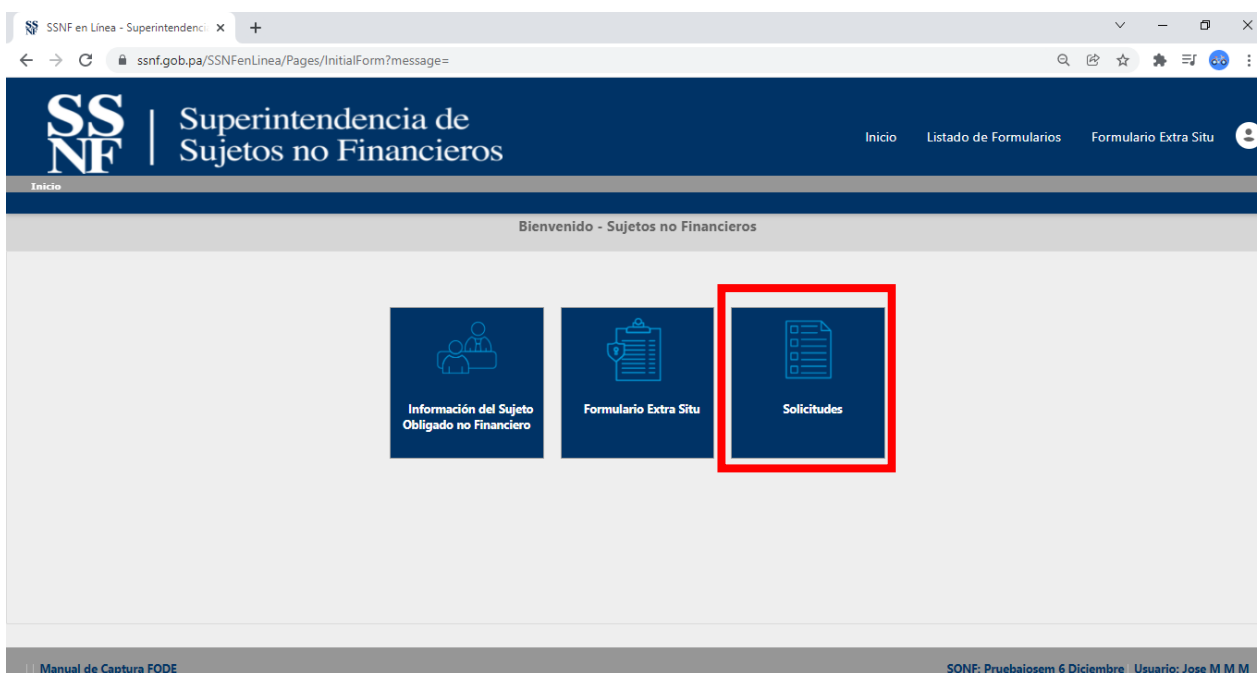 SSNF en Línea - Superintendenci
ssnf.gob.pa/SSNFenLinea/Pages/InitialForm?message=
SS
NF
Superintendencia de
Sujetos no Financieros
Inicio Listado de Formularios Formulario Extra Situ
Inicio
Bienvenido - Sujetos no Financieros
Información del Sujeto
Obligado no Financiero
Formulario Extra Situ
Solicitudes
| | Manual de Captura FODE
SONF: Pruebajosem 6 Diciembre | Usuario: Jose M M M